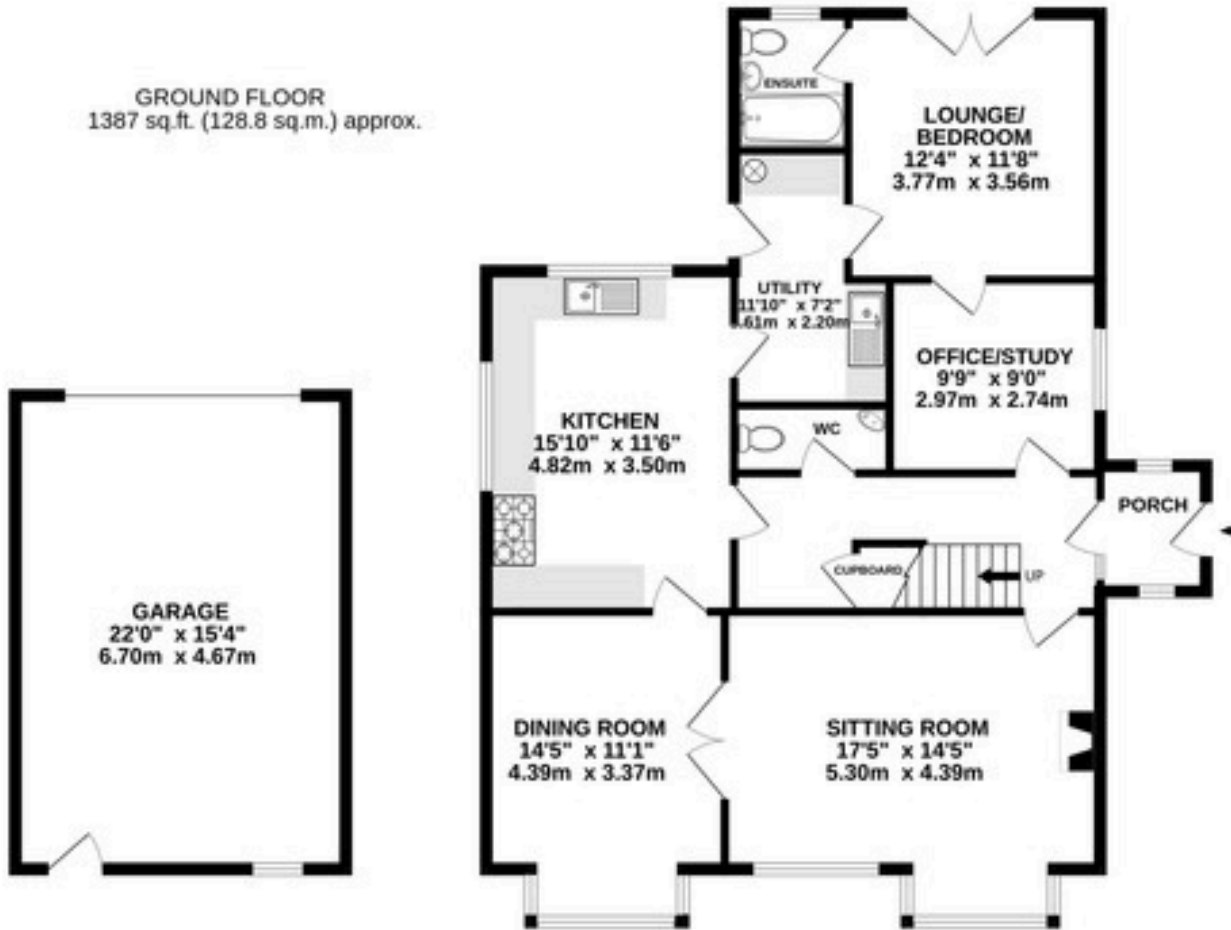 GROUND FLOOR
1387 sq.ft. (128.8 sq.m.) approx.
ENSUITE
LOUNGE/
BEDROOM
12'4" x 11'8"
3.77m x 3.56m
UTILITY
11'10" x 7'2"
.61m x 2.20m
OFFICE/STUDY
9'9" x 9'0"
2.97m x 2.74m
KITCHEN
15'10" x 11'6"
4.82m x 3.50m
WC
PORCH
CUPBOARD
UP
GARAGE
22'0" x 15'4"
6.70m x 4.67m
DINING ROOM
14'5" x 11'1"
4.39m x 3.37m
SITTING ROOM
17'5" x 14'5"
5.30m x 4.39m